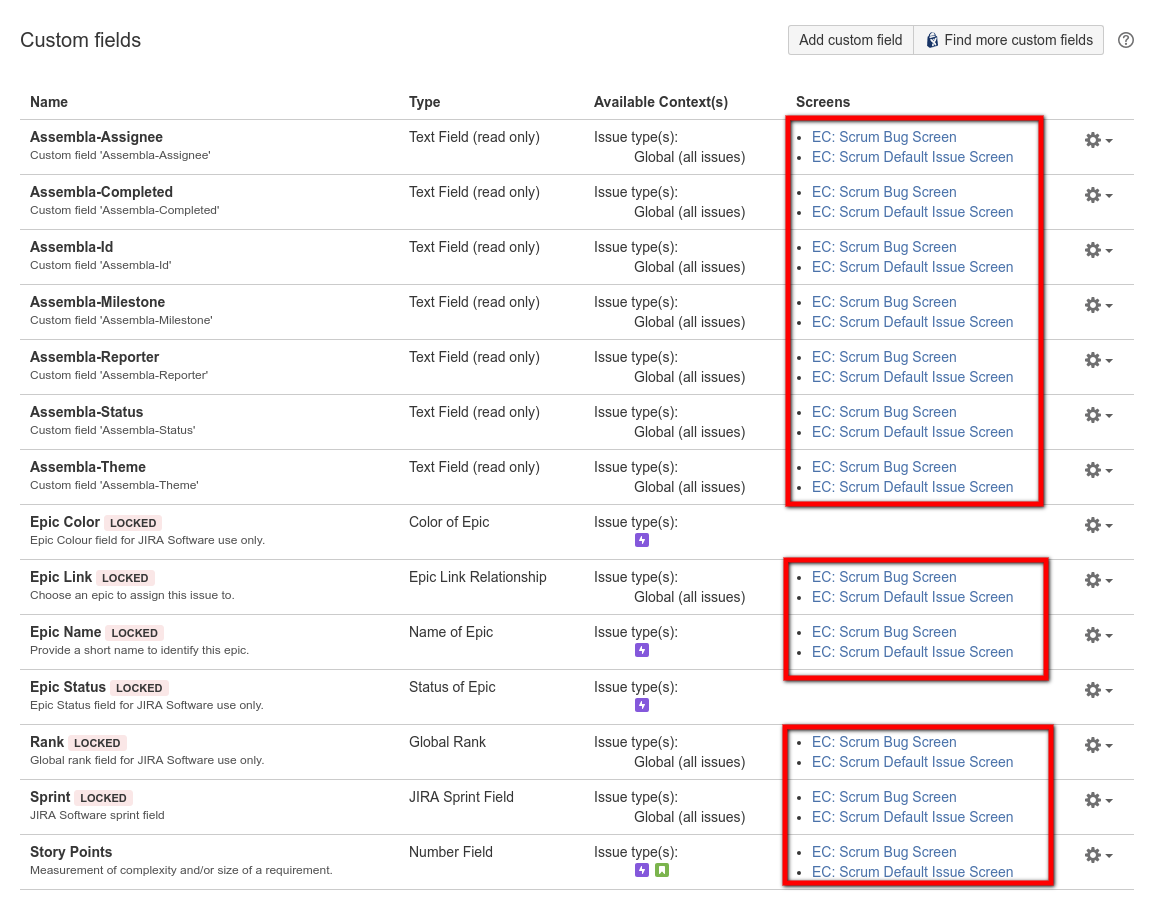 Custom fields
Add custom field
Find more custom fields
Name Type Available Context(s) Screens
Assembla-Assignee Text Field (read only) Issue type(s): • EC: Scrum Bug Screen
Custom field 'Assembla-Assignee' Global (all issues) • EC: Scrum Default Issue Screen
Assembla-Completed Text Field (read only) Issue type(s): • EC: Scrum Bug Screen
Custom field 'Assembla-Completed' Global (all issues) • EC: Scrum Default Issue Screen
Assembla-Id Text Field (read only) Issue type(s): • EC: Scrum Bug Screen
Custom field 'Assembla-Id' Global (all issues) • EC: Scrum Default Issue Screen
Assembla-Milestone Text Field (read only) Issue type(s): • EC: Scrum Bug Screen
Custom field 'Assembla-Milestone' Global (all issues) • EC: Scrum Default Issue Screen
Assembla-Reporter Text Field (read only) Issue type(s): • EC: Scrum Bug Screen
Custom field 'Assembla-Reporter' Global (all issues) • EC: Scrum Default Issue Screen
Assembla-Status Text Field (read only) Issue type(s): • EC: Scrum Bug Screen
Custom field 'Assembla-Status' Global (all issues) • EC: Scrum Default Issue Screen
Assembla-Theme Text Field (read only) Issue type(s): • EC: Scrum Bug Screen
Custom field 'Assembla-Theme' Global (all issues) • EC: Scrum Default Issue Screen
Epic Color LOCKED Color of Epic Issue type(s):
Epic Colour field for JIRA Software use only.
Epic Link LOCKED Epic Link Relationship Issue type(s): • EC: Scrum Bug Screen
Choose an epic to assign this issue to. Global (all issues) • EC: Scrum Default Issue Screen
Epic Name LOCKED Name of Epic Issue type(s): • EC: Scrum Bug Screen
Provide a short name to identify this epic. • EC: Scrum Default Issue Screen
Epic Status LOCKED Status of Epic Issue type(s):
Epic Status field for JIRA Software use only.
Rank LOCKED Global Rank Issue type(s): • EC: Scrum Bug Screen
Global rank field for JIRA Software use only. Global (all issues) • EC: Scrum Default Issue Screen
Sprint LOCKED JIRA Sprint Field Issue type(s): • EC: Scrum Bug Screen
JIRA Software sprint field Global (all issues) • EC: Scrum Default Issue Screen
Story Points Number Field Issue type(s): • EC: Scrum Bug Screen
Measurement of complexity and/or size of a requirement. • EC: Scrum Default Issue Screen